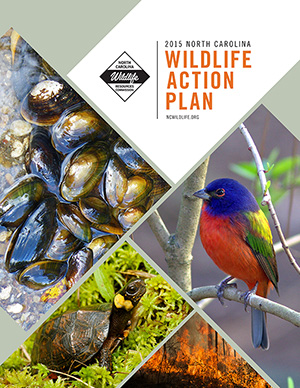 2015 NORTH CAROLINA
WILDLIFE
ACTION
PLAN
NCWILDLIFE.ORG
NORTH
CAROLINA
Wildlife
RESOURCES
COMMISSION